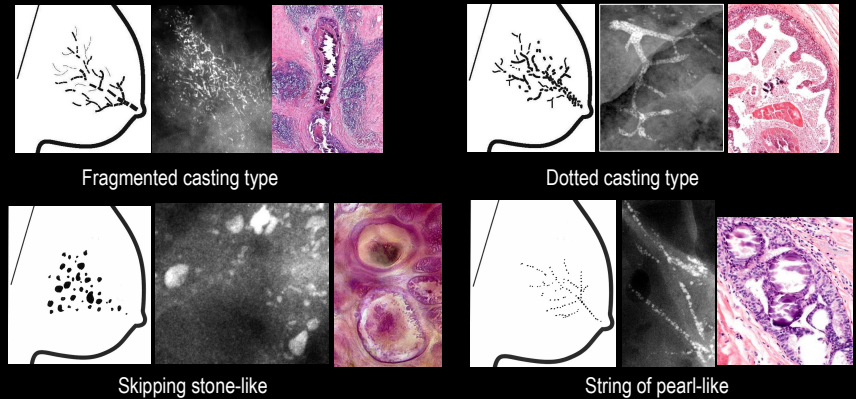 Fragmented casting type
Dotted casting type
Skipping stone-like
String of pearl-like